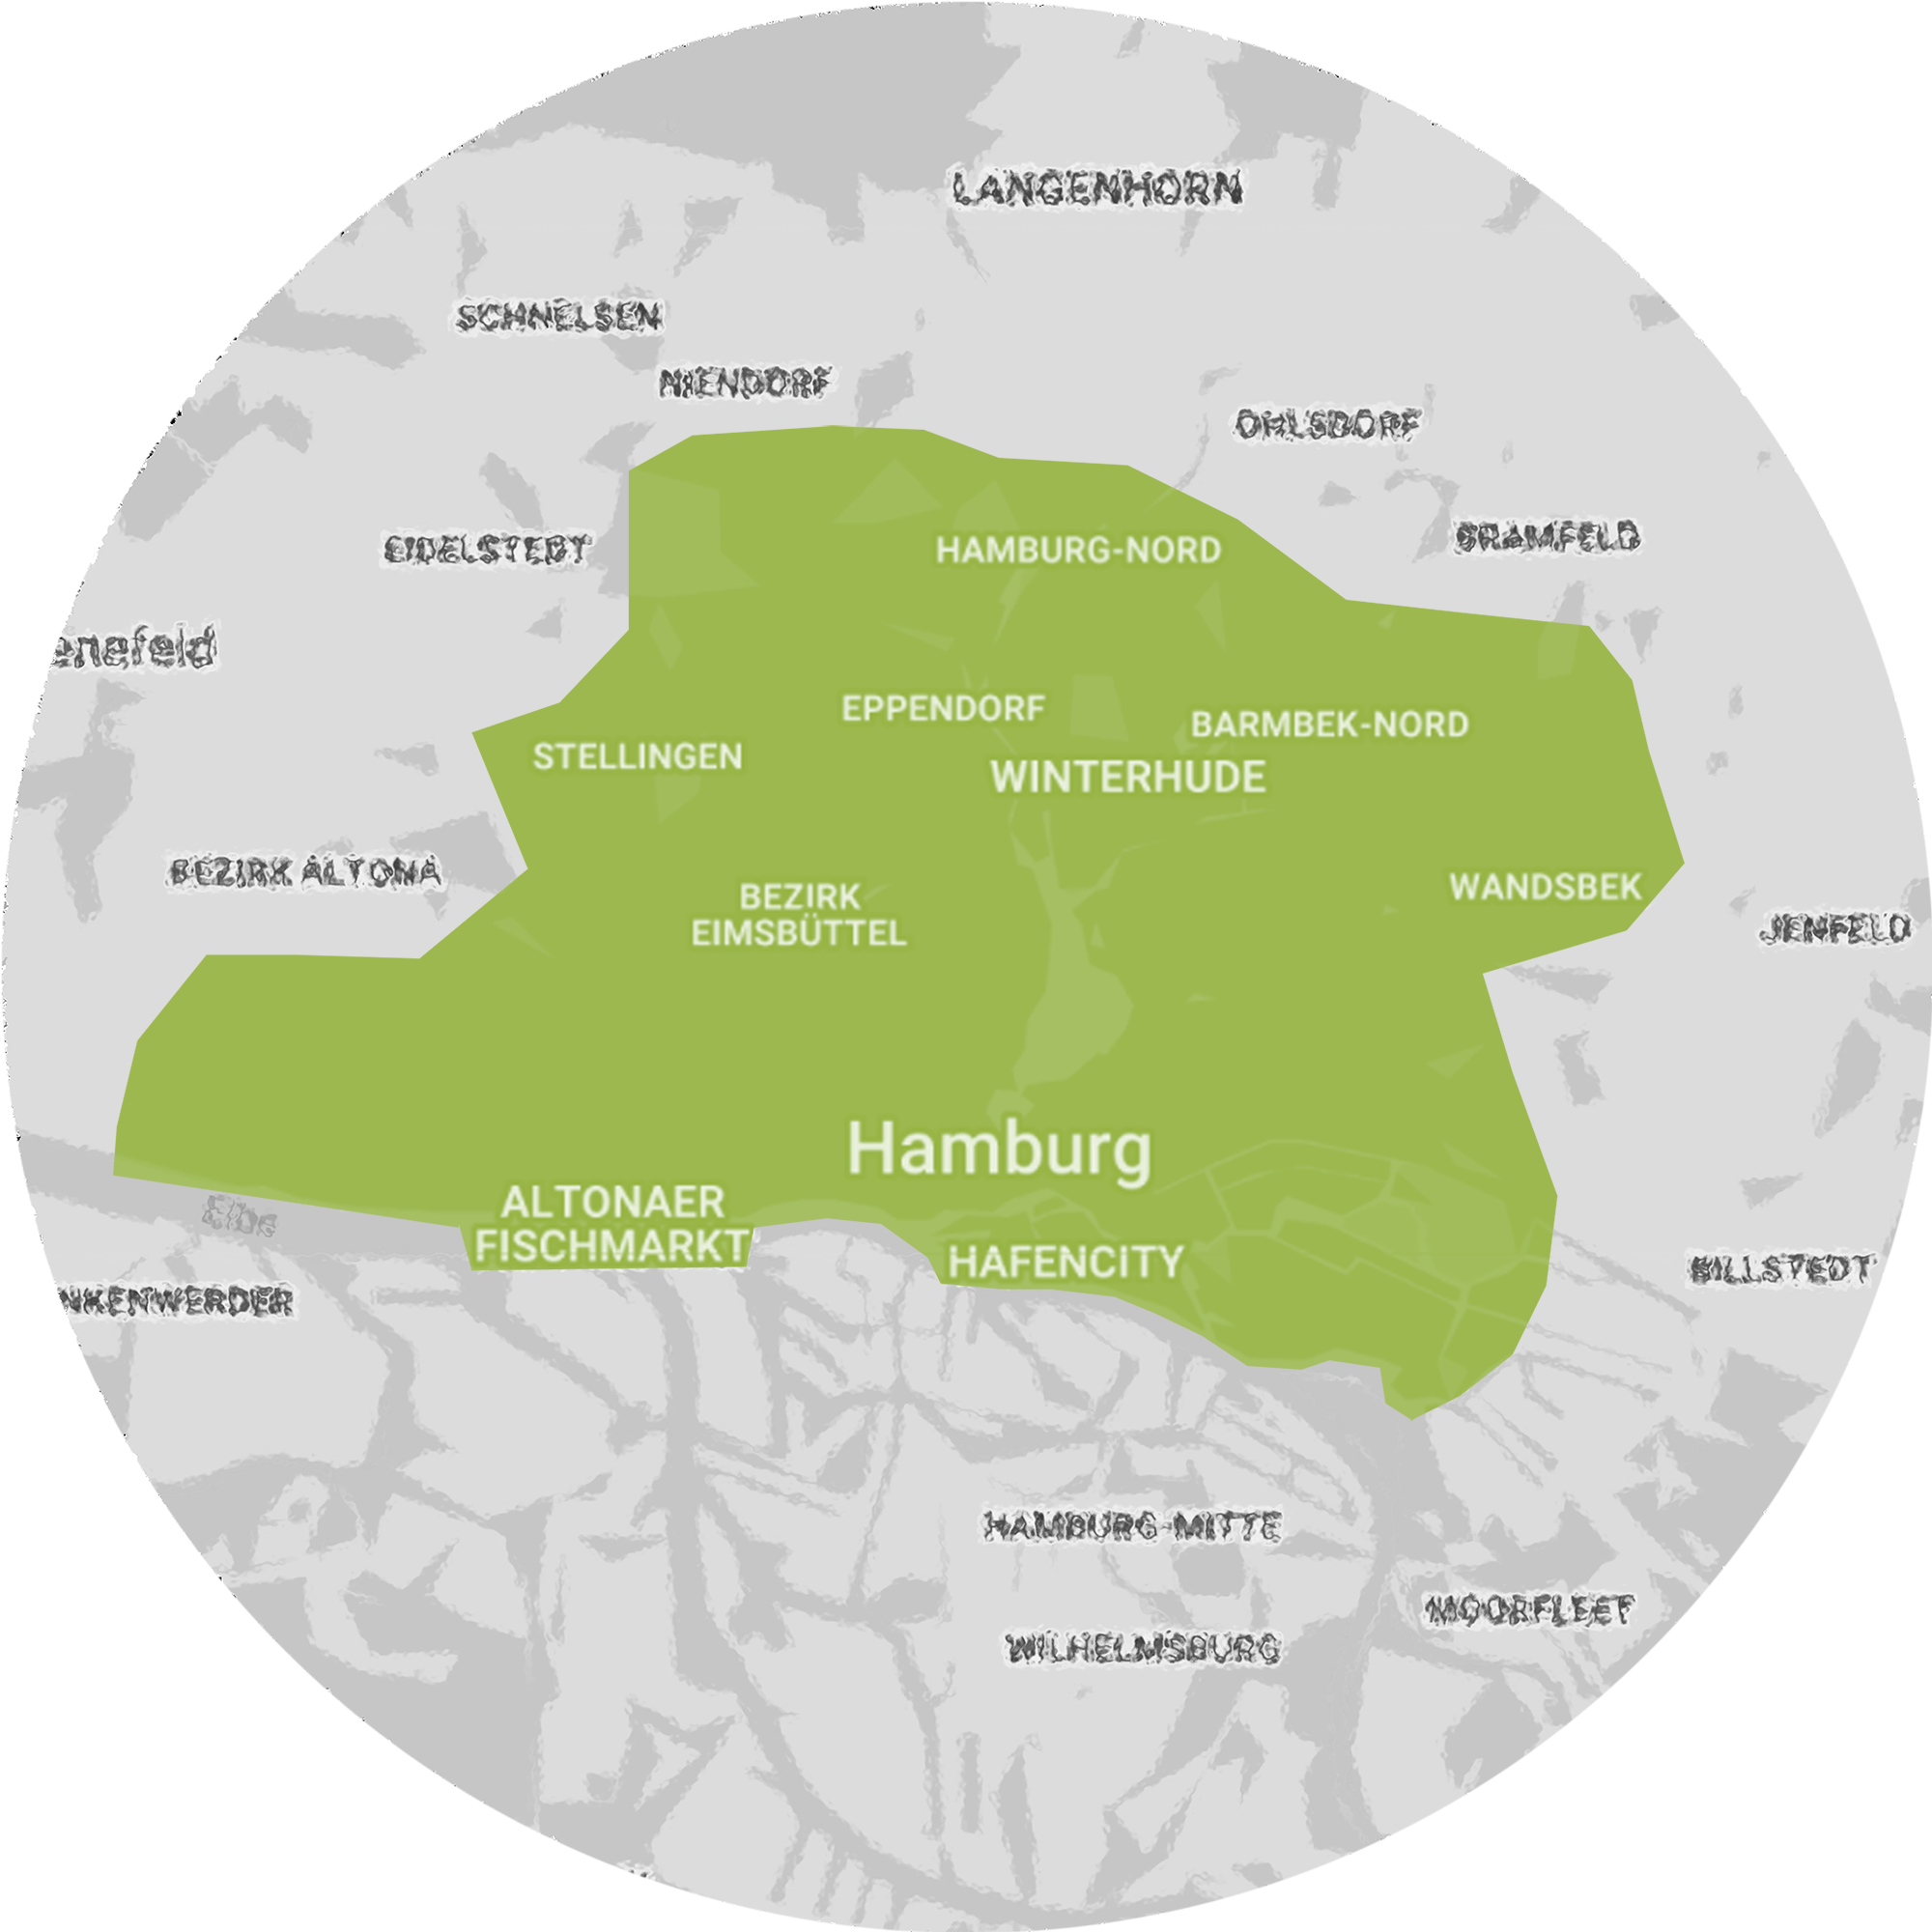 LANGENHORN
SCHNELSEN
NIENDORF
OHLSDORF
BRAMFELD
EIDELSTEDT
HAMBURG-NORD
enefeld
EPPENDORF
BARMBEK-NORD
STELLINGEN
WINTERHUDE
BEZIRK ALTONA
WANDSBEK
BEZIRK
EIMSBÜTTEL
JENFELD
Hamburg
ALTONAER
FISCHMARKT
HAFENCITY
BILLSTEDT
NKENWERDER
HAMBURG-MITTE
MOORFLEET
WILHELMSBURG